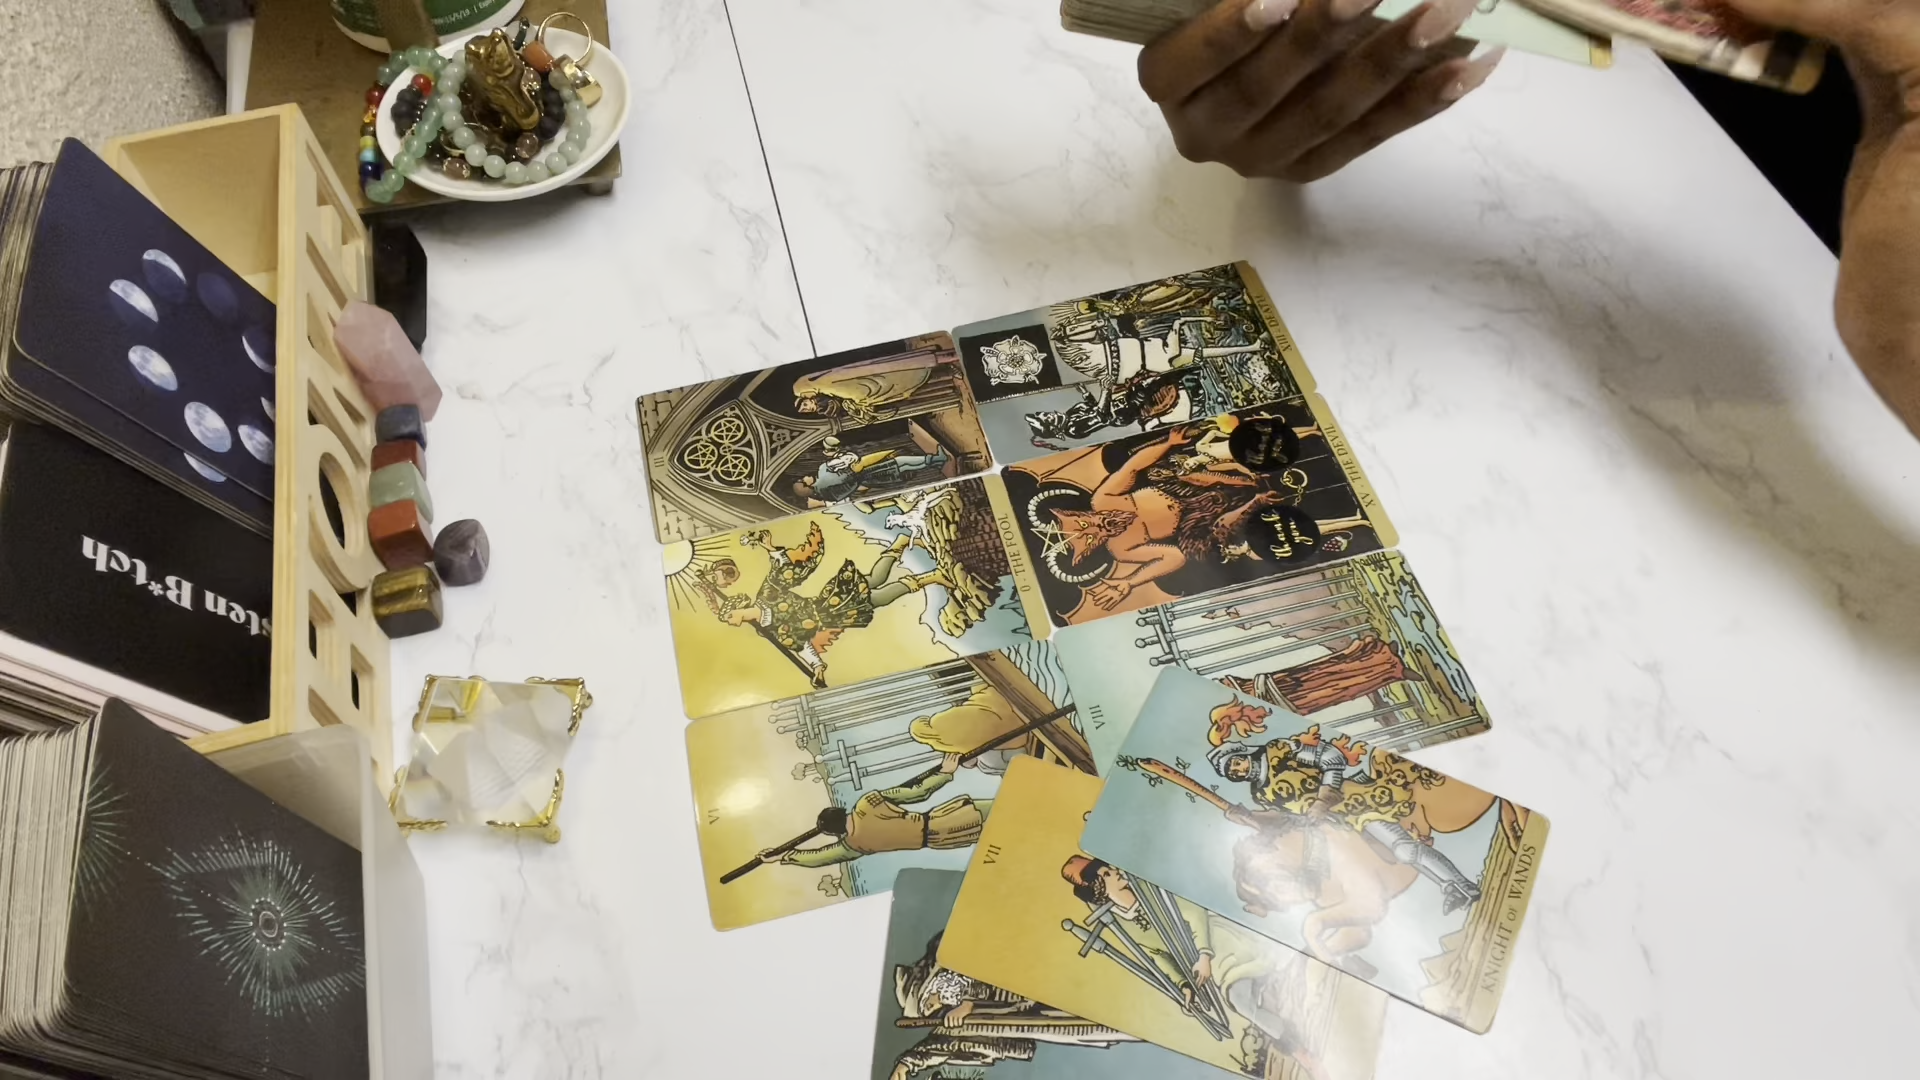 III
XIII · DEATH
0 · THE FOOL
XV · THE DEVIL
thank you
thank you
VI
VIII
VII
KNIGHT OF WANDS
sten B*tch